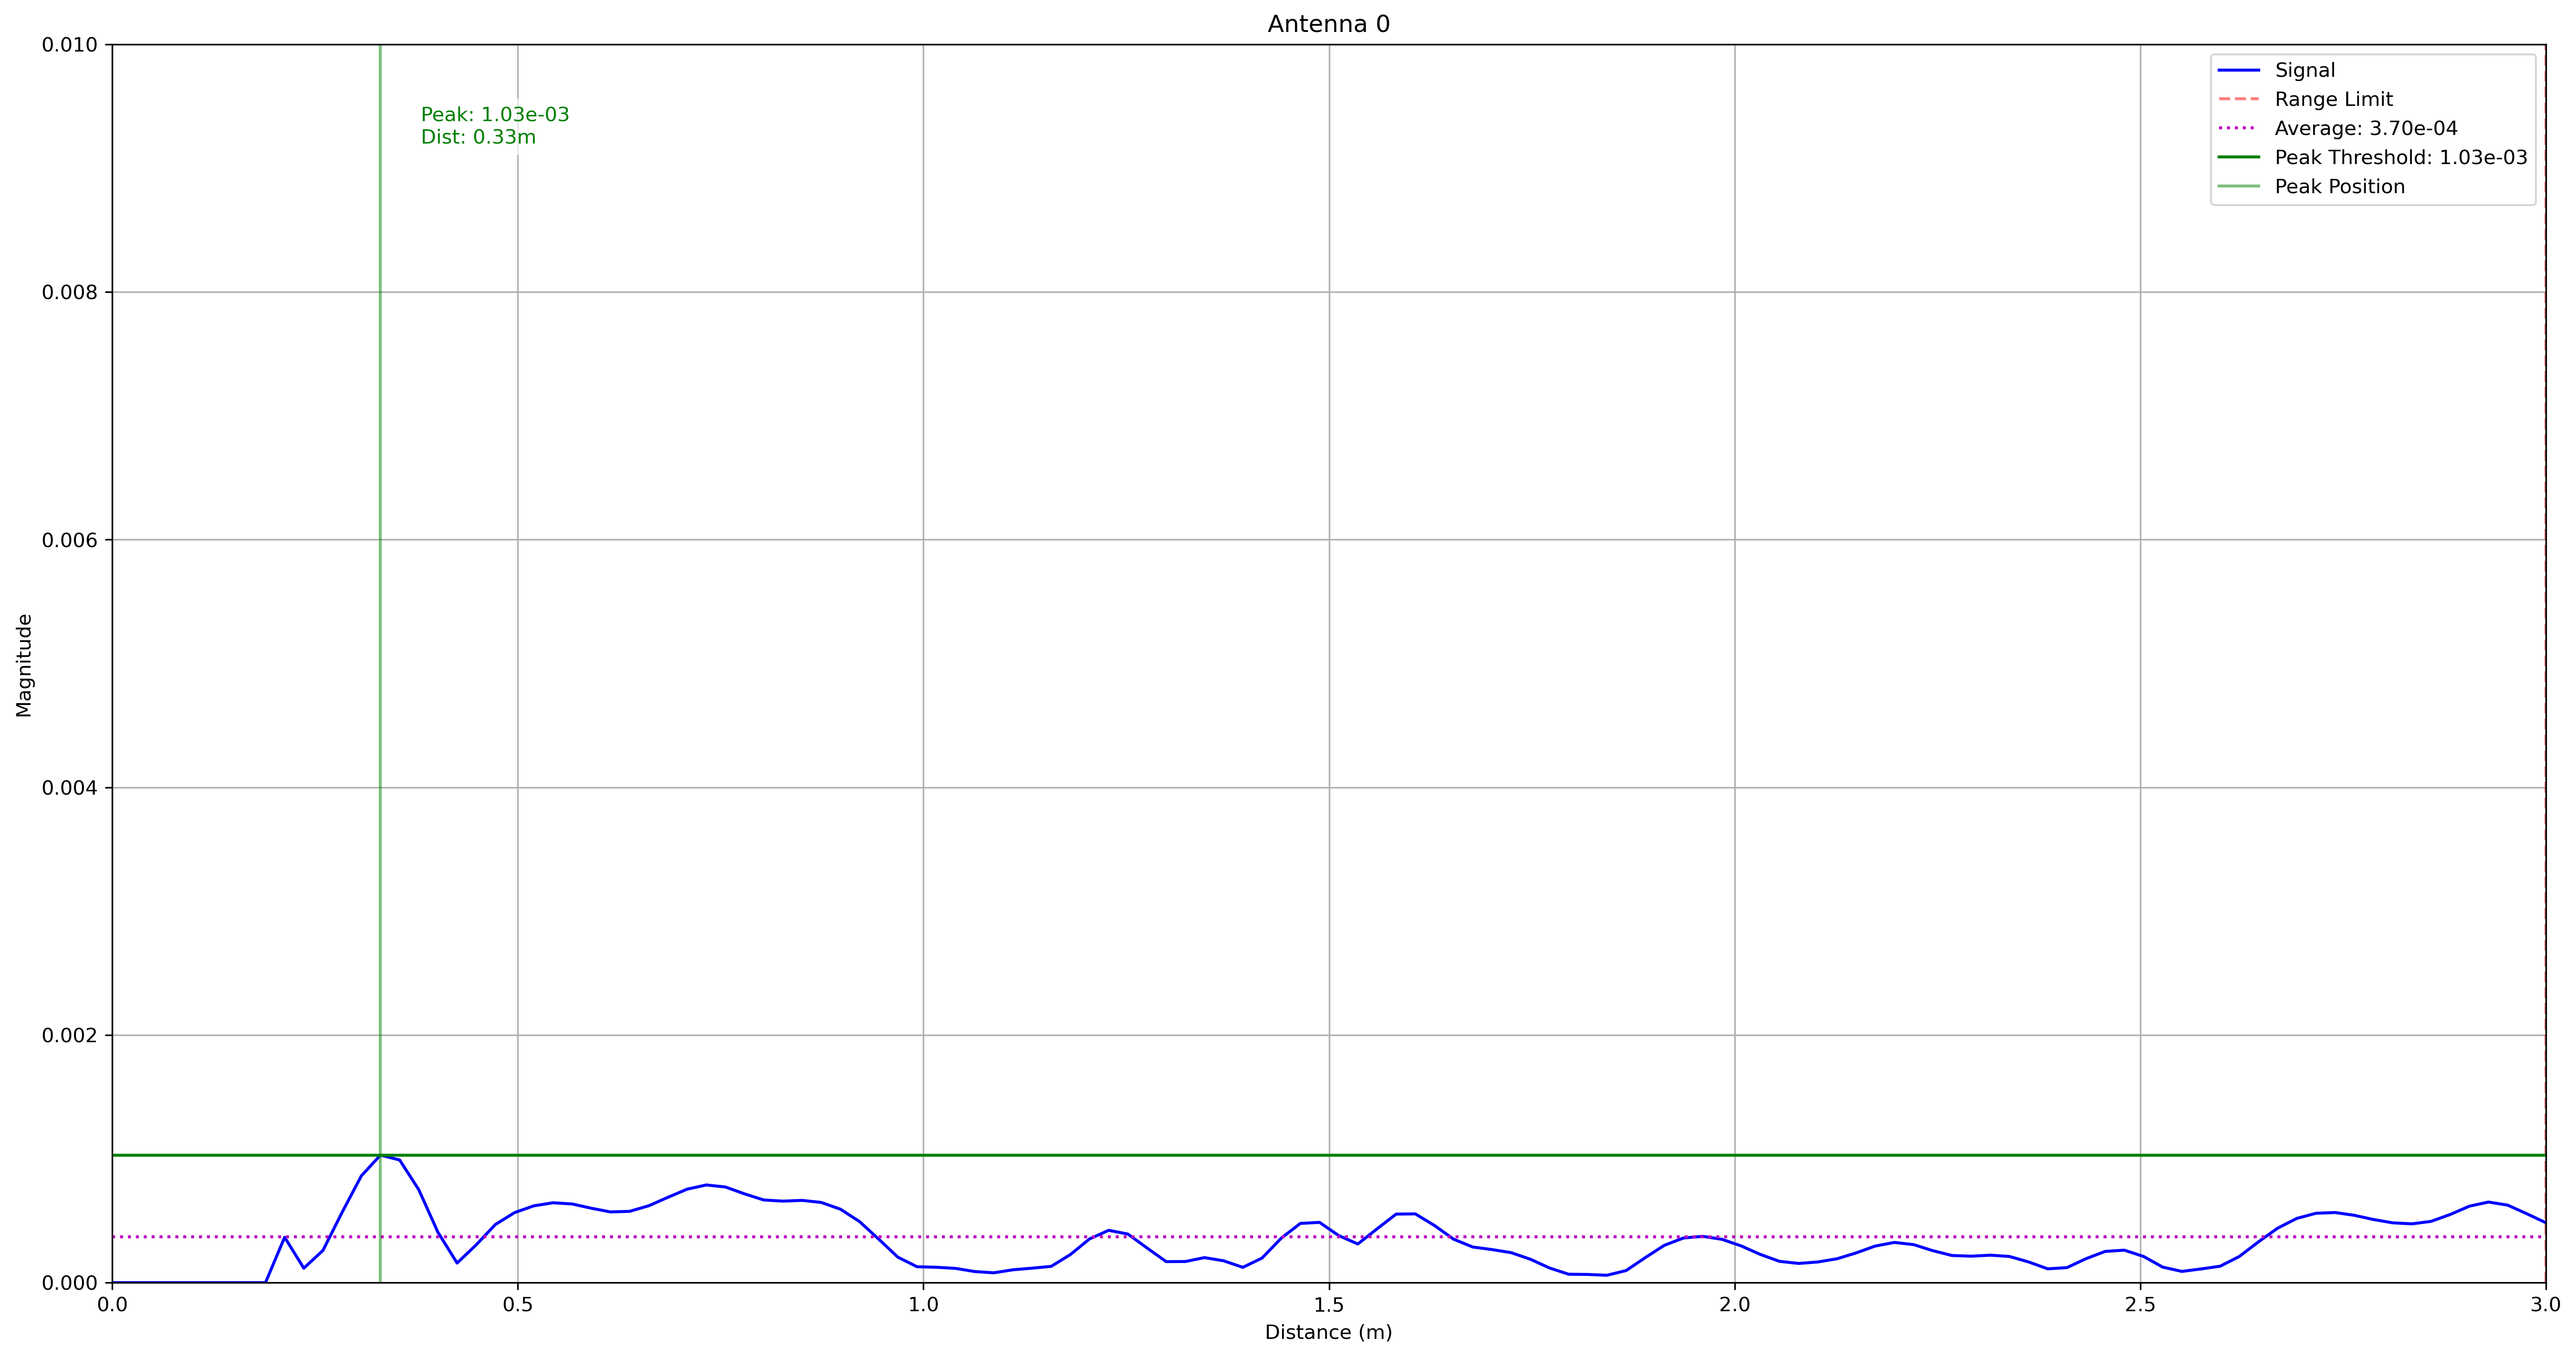 Antenna 0
0.010
0.008
0.006
0.004
0.002
0.000
Magnitude
Peak: 1.03e-03
Dist: 0.33m
Signal
Range Limit
Average: 3.70e-04
Peak Threshold: 1.03e-03
Peak Position
0.0 0.5 1.0 1.5 2.0 2.5 3.0
Distance (m)